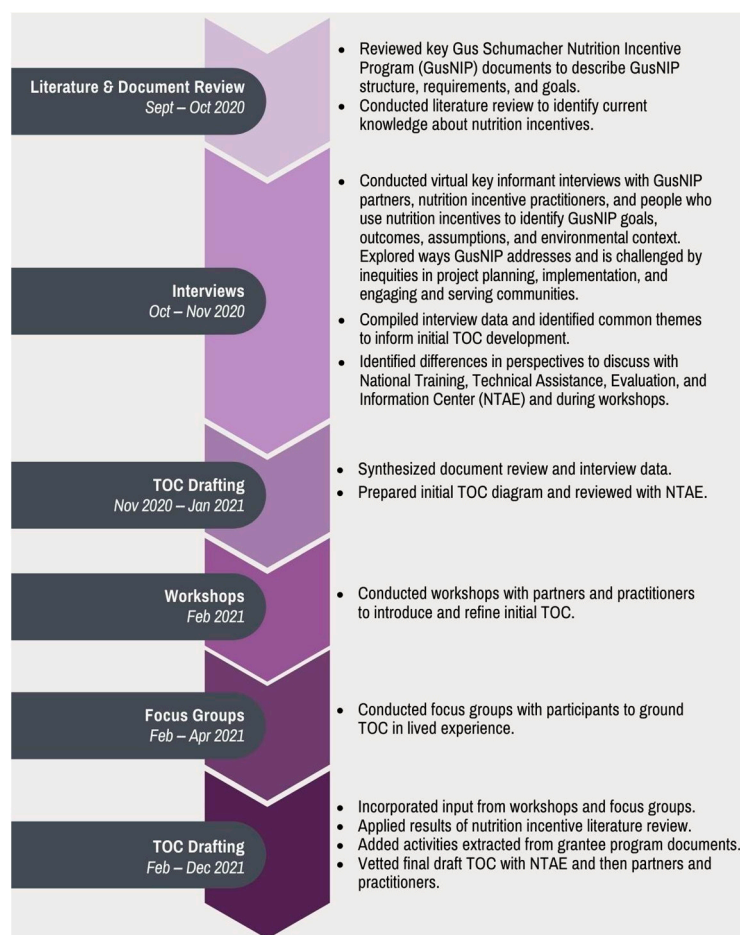 Literature & Document Review
Sept – Oct 2020
• Reviewed key Gus Schumacher Nutrition Incentive
Program (GusNIP) documents to describe GusNIP
structure, requirements, and goals.
• Conducted literature review to identify current
knowledge about nutrition incentives.
Interviews
Oct – Nov 2020
• Conducted virtual key informant interviews with GusNIP
partners, nutrition incentive practitioners, and people who
use nutrition incentives to identify GusNIP goals,
outcomes, assumptions, and environmental context.
Explored ways GusNIP addresses and is challenged by
inequities in project planning, implementation, and
engaging and serving communities.
• Compiled interview data and identified common themes
to inform initial TOC development.
• Identified differences in perspectives to discuss with
National Training, Technical Assistance, Evaluation, and
Information Center (NTAE) and during workshops.
TOC Drafting
Nov 2020 – Jan 2021
• Synthesized document review and interview data.
• Prepared initial TOC diagram and reviewed with NTAE.
Workshops
Feb 2021
• Conducted workshops with partners and practitioners
to introduce and refine initial TOC.
Focus Groups
Feb – Apr 2021
• Conducted focus groups with participants to ground
TOC in lived experience.
TOC Drafting
Feb – Dec 2021
• Incorporated input from workshops and focus groups.
• Applied results of nutrition incentive literature review.
• Added activities extracted from grantee program documents.
• Vetted final draft TOC with NTAE and then partners and
practitioners.